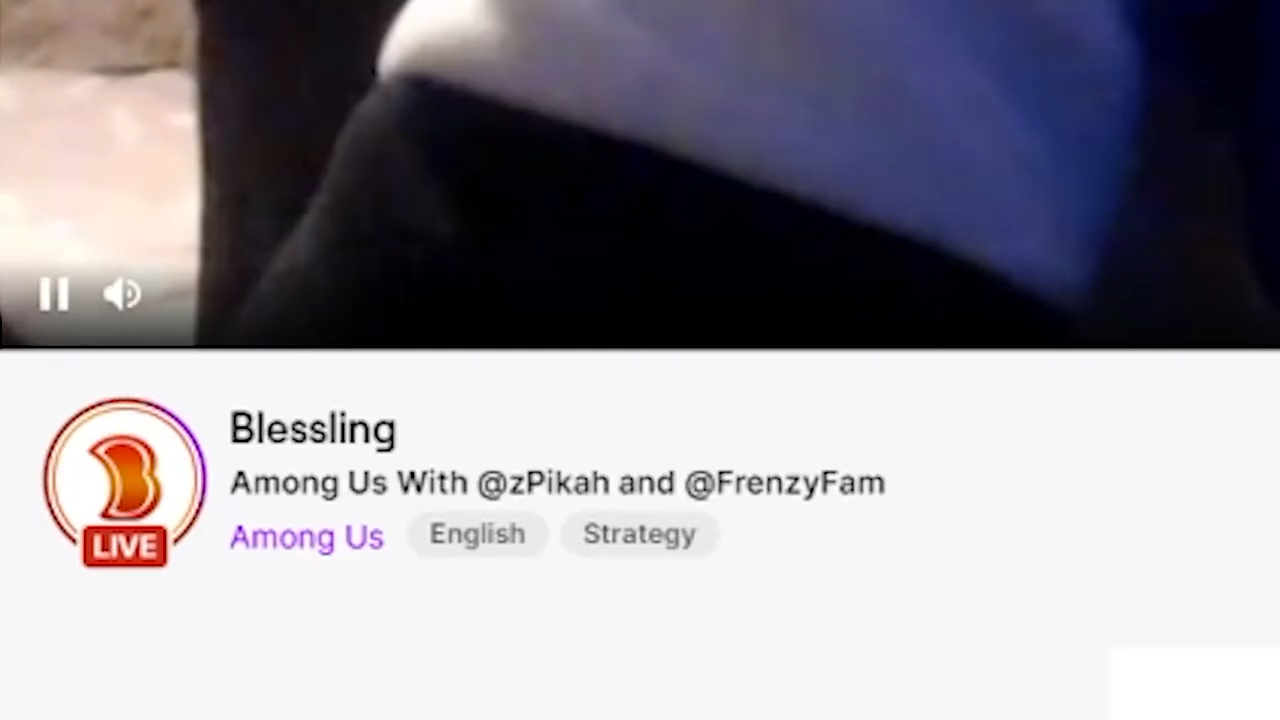 Blessling
Among Us With @zPikah and @FrenzyFam
Among Us English Strategy
B
LIVE